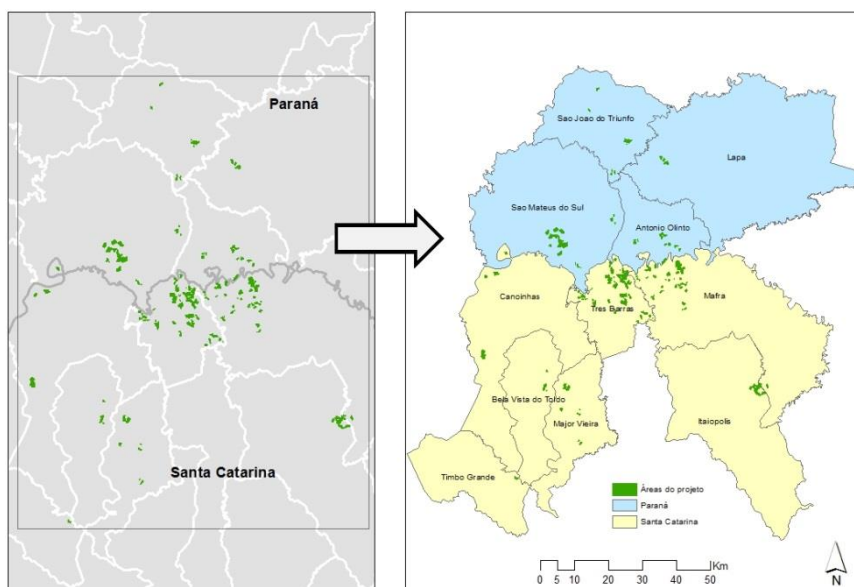 Paraná
Santa Catarina
Sao Joao do Triunfo
Lapa
Sao Mateus do Sul
Antonio Olinto
Canoinhas
Tres Barras
Mafra
Bela Vista do Toldo
Major Vieira
Itaiopolis
Timbo Grande
Áreas do projeto
Paraná
Santa Catarina
Km
0 5 10 20 30 40 50
N